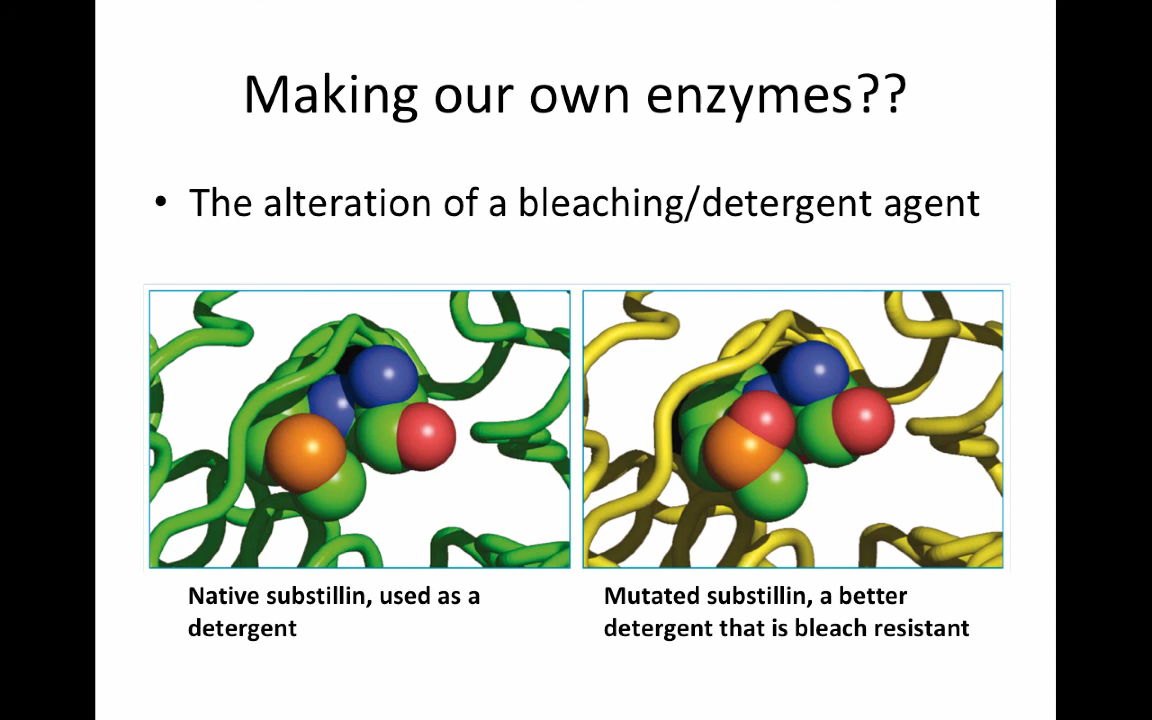 Making our own enzymes??
• The alteration of a bleaching/detergent agent
Native substillin, used as a
detergent
Mutated substillin, a better
detergent that is bleach resistant